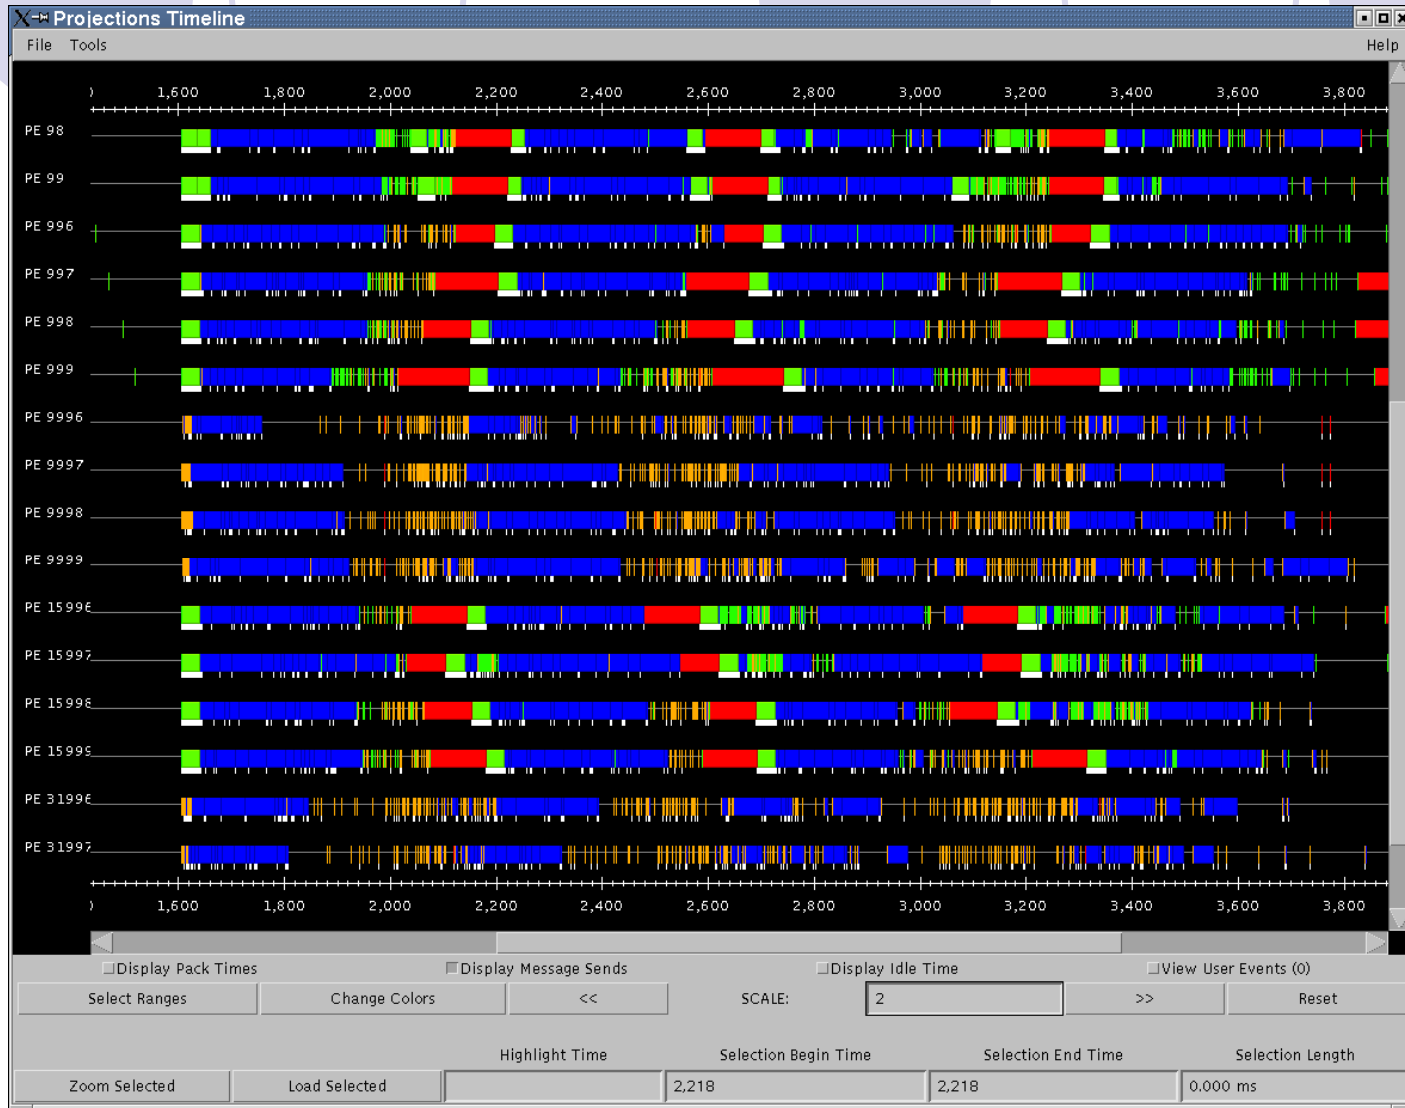 Projections Timeline
File Tools Help
1,600 1,800 2,000 2,200 2,400 2,600 2,800 3,000 3,200 3,400 3,600 3,800
PE 98
PE 99
PE 996
PE 997
PE 998
PE 999
PE 9996
PE 9997
PE 9998
PE 9999
PE 15996
PE 15997
PE 15998
PE 15999
PE 31996
PE 31997
1,600 1,800 2,000 2,200 2,400 2,600 2,800 3,000 3,200 3,400 3,600 3,800
Display Pack Times Display Message Sends Display Idle Time View User Events (0)
Select Ranges Change Colors << SCALE: 2 >> Reset
Highlight Time Selection Begin Time Selection End Time Selection Length
Zoom Selected Load Selected 2,218 2,218 0.000 ms